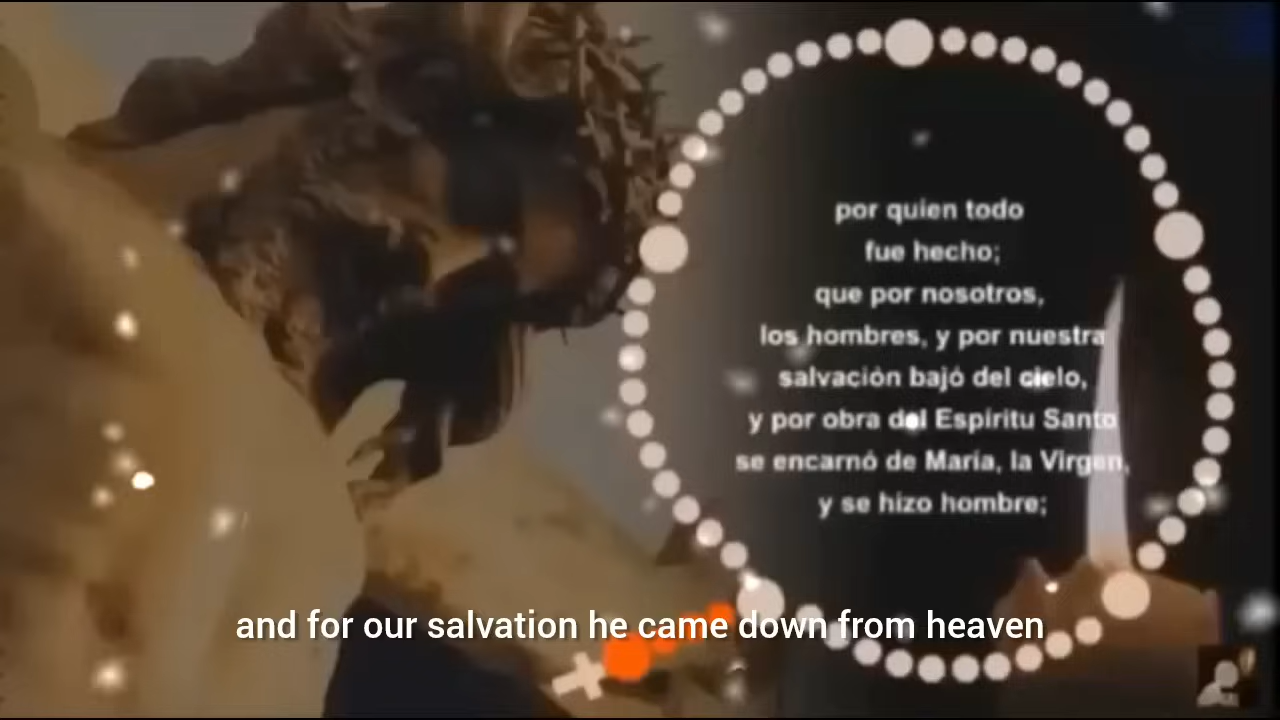 por quien todo
fue hecho;
que por nosotros,
los hombres, y por nuestra
salvación bajó del cielo,
y por obra del Espíritu Santo
se encarnó de María, la Virgen,
y se hizo hombre;
and for our salvation he came down from heaven